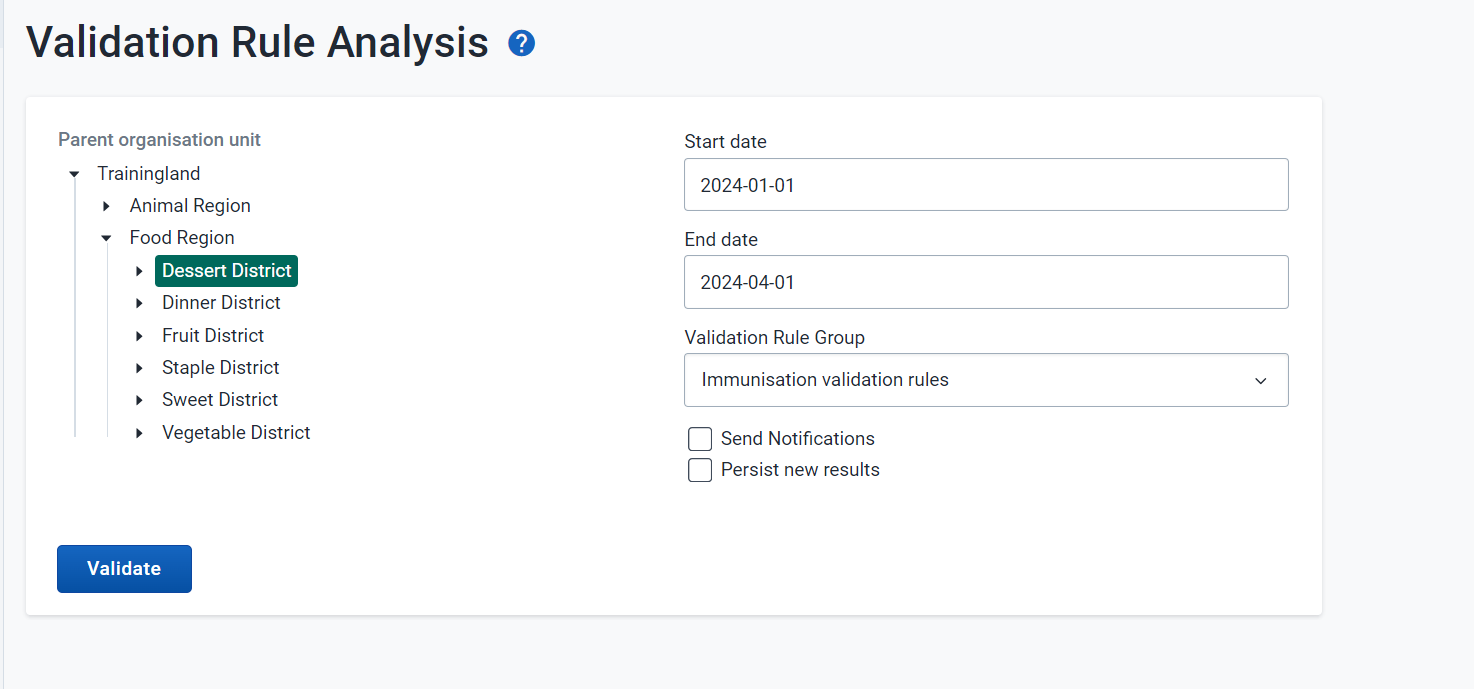 Validation Rule Analysis ?
Parent organisation unit
Trainingland
Animal Region
Food Region
Dessert District
Dinner District
Fruit District
Staple District
Sweet District
Vegetable District
Start date
2024-01-01
End date
2024-04-01
Validation Rule Group
Immunisation validation rules
Send Notifications
Persist new results
Validate